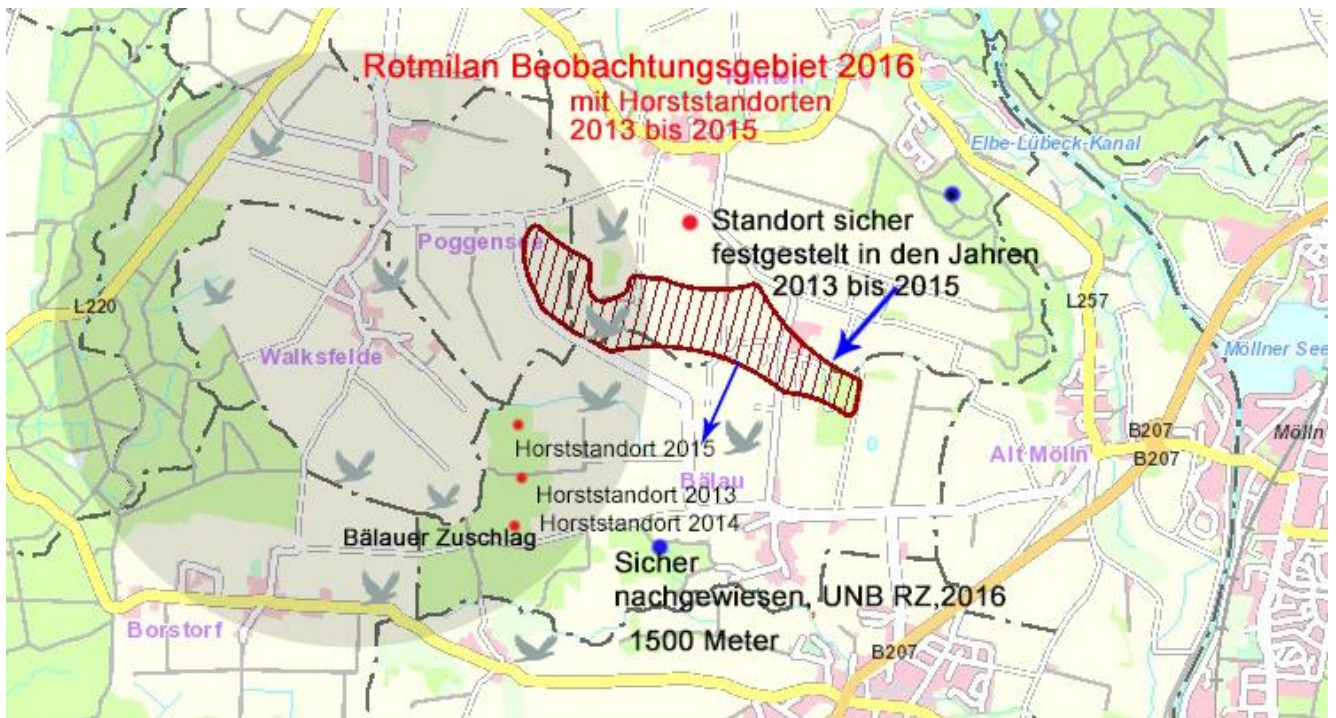 Rotmilan Beobachtungsgebiet 2016
mit Horststandorten
2013 bis 2015
Elbe-Lübeck-Kanal
Standort sicher
festgestelt in den Jahren
2013 bis 2015
Poggensee
L220
L257
Walksfelde
Möllner See
B207
B207
Mölln
Alt Mölln
Horststandort 2015
Bälau
Horststandort 2013
Horststandort 2014
Bälauer Zuschlag
Sicher
nachgewiesen, UNB RZ,2016
1500 Meter
Borstorf
B207